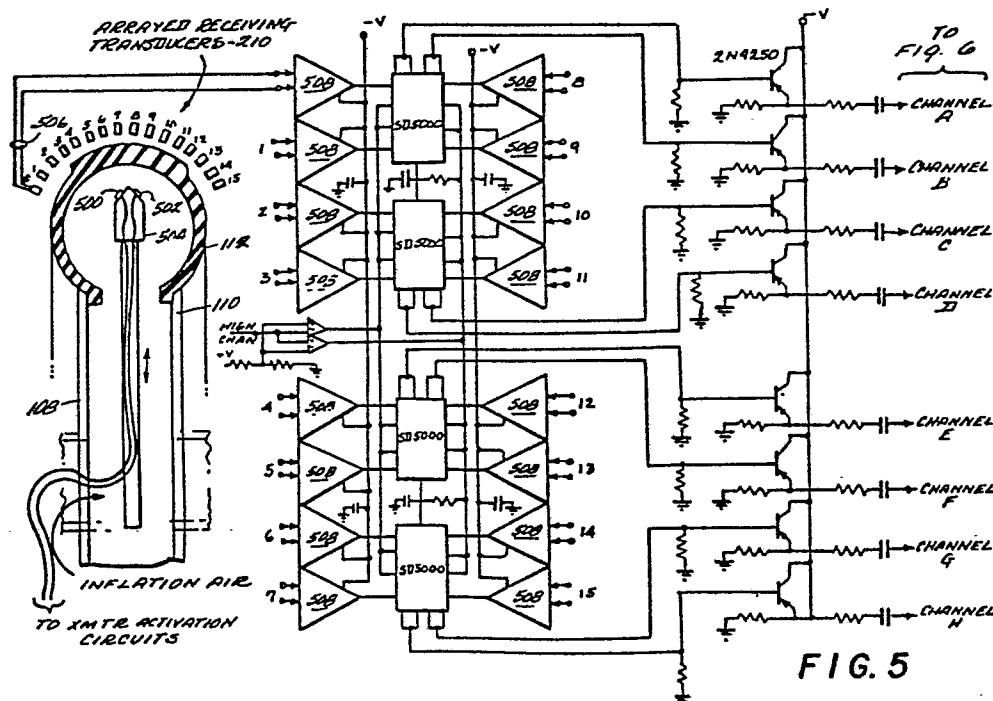 ARRAYED RECEIVING
TRANSDUCERS-210
506
1 2 3 4 5 6 7 8 9 10 11 12 13 14 15
500
502
504
112
110
108
INFLATION AIR
TO XMTR ACTIVATION
CIRCUITS
-V
-V
508
508
508
508
508
508
508
508
SD5000
SD5000
1
2
3
8
9
10
11
HIGH
CHAN
-V
508
508
508
508
508
508
508
508
SD5000
SD5000
4
5
6
7
12
13
14
15
-V
2N4250
TO
FIG. 6
CHANNEL
A
CHANNEL
B
CHANNEL
C
CHANNEL
D
CHANNEL
E
CHANNEL
F
CHANNEL
G
CHANNEL
H
FIG. 5